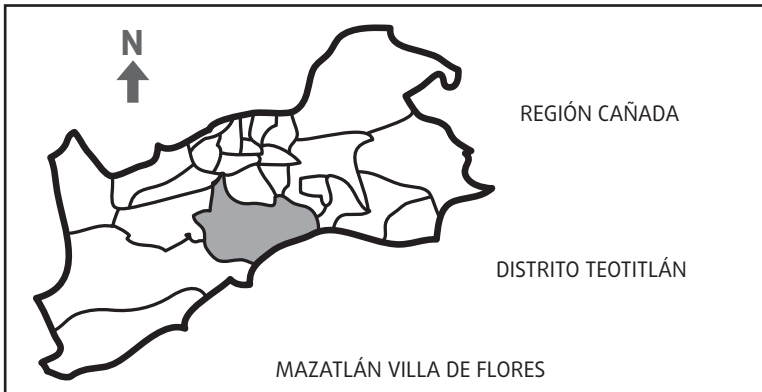 N
REGIÓN CAÑADA
DISTRITO TEOTITLÁN
MAZATLÁN VILLA DE FLORES